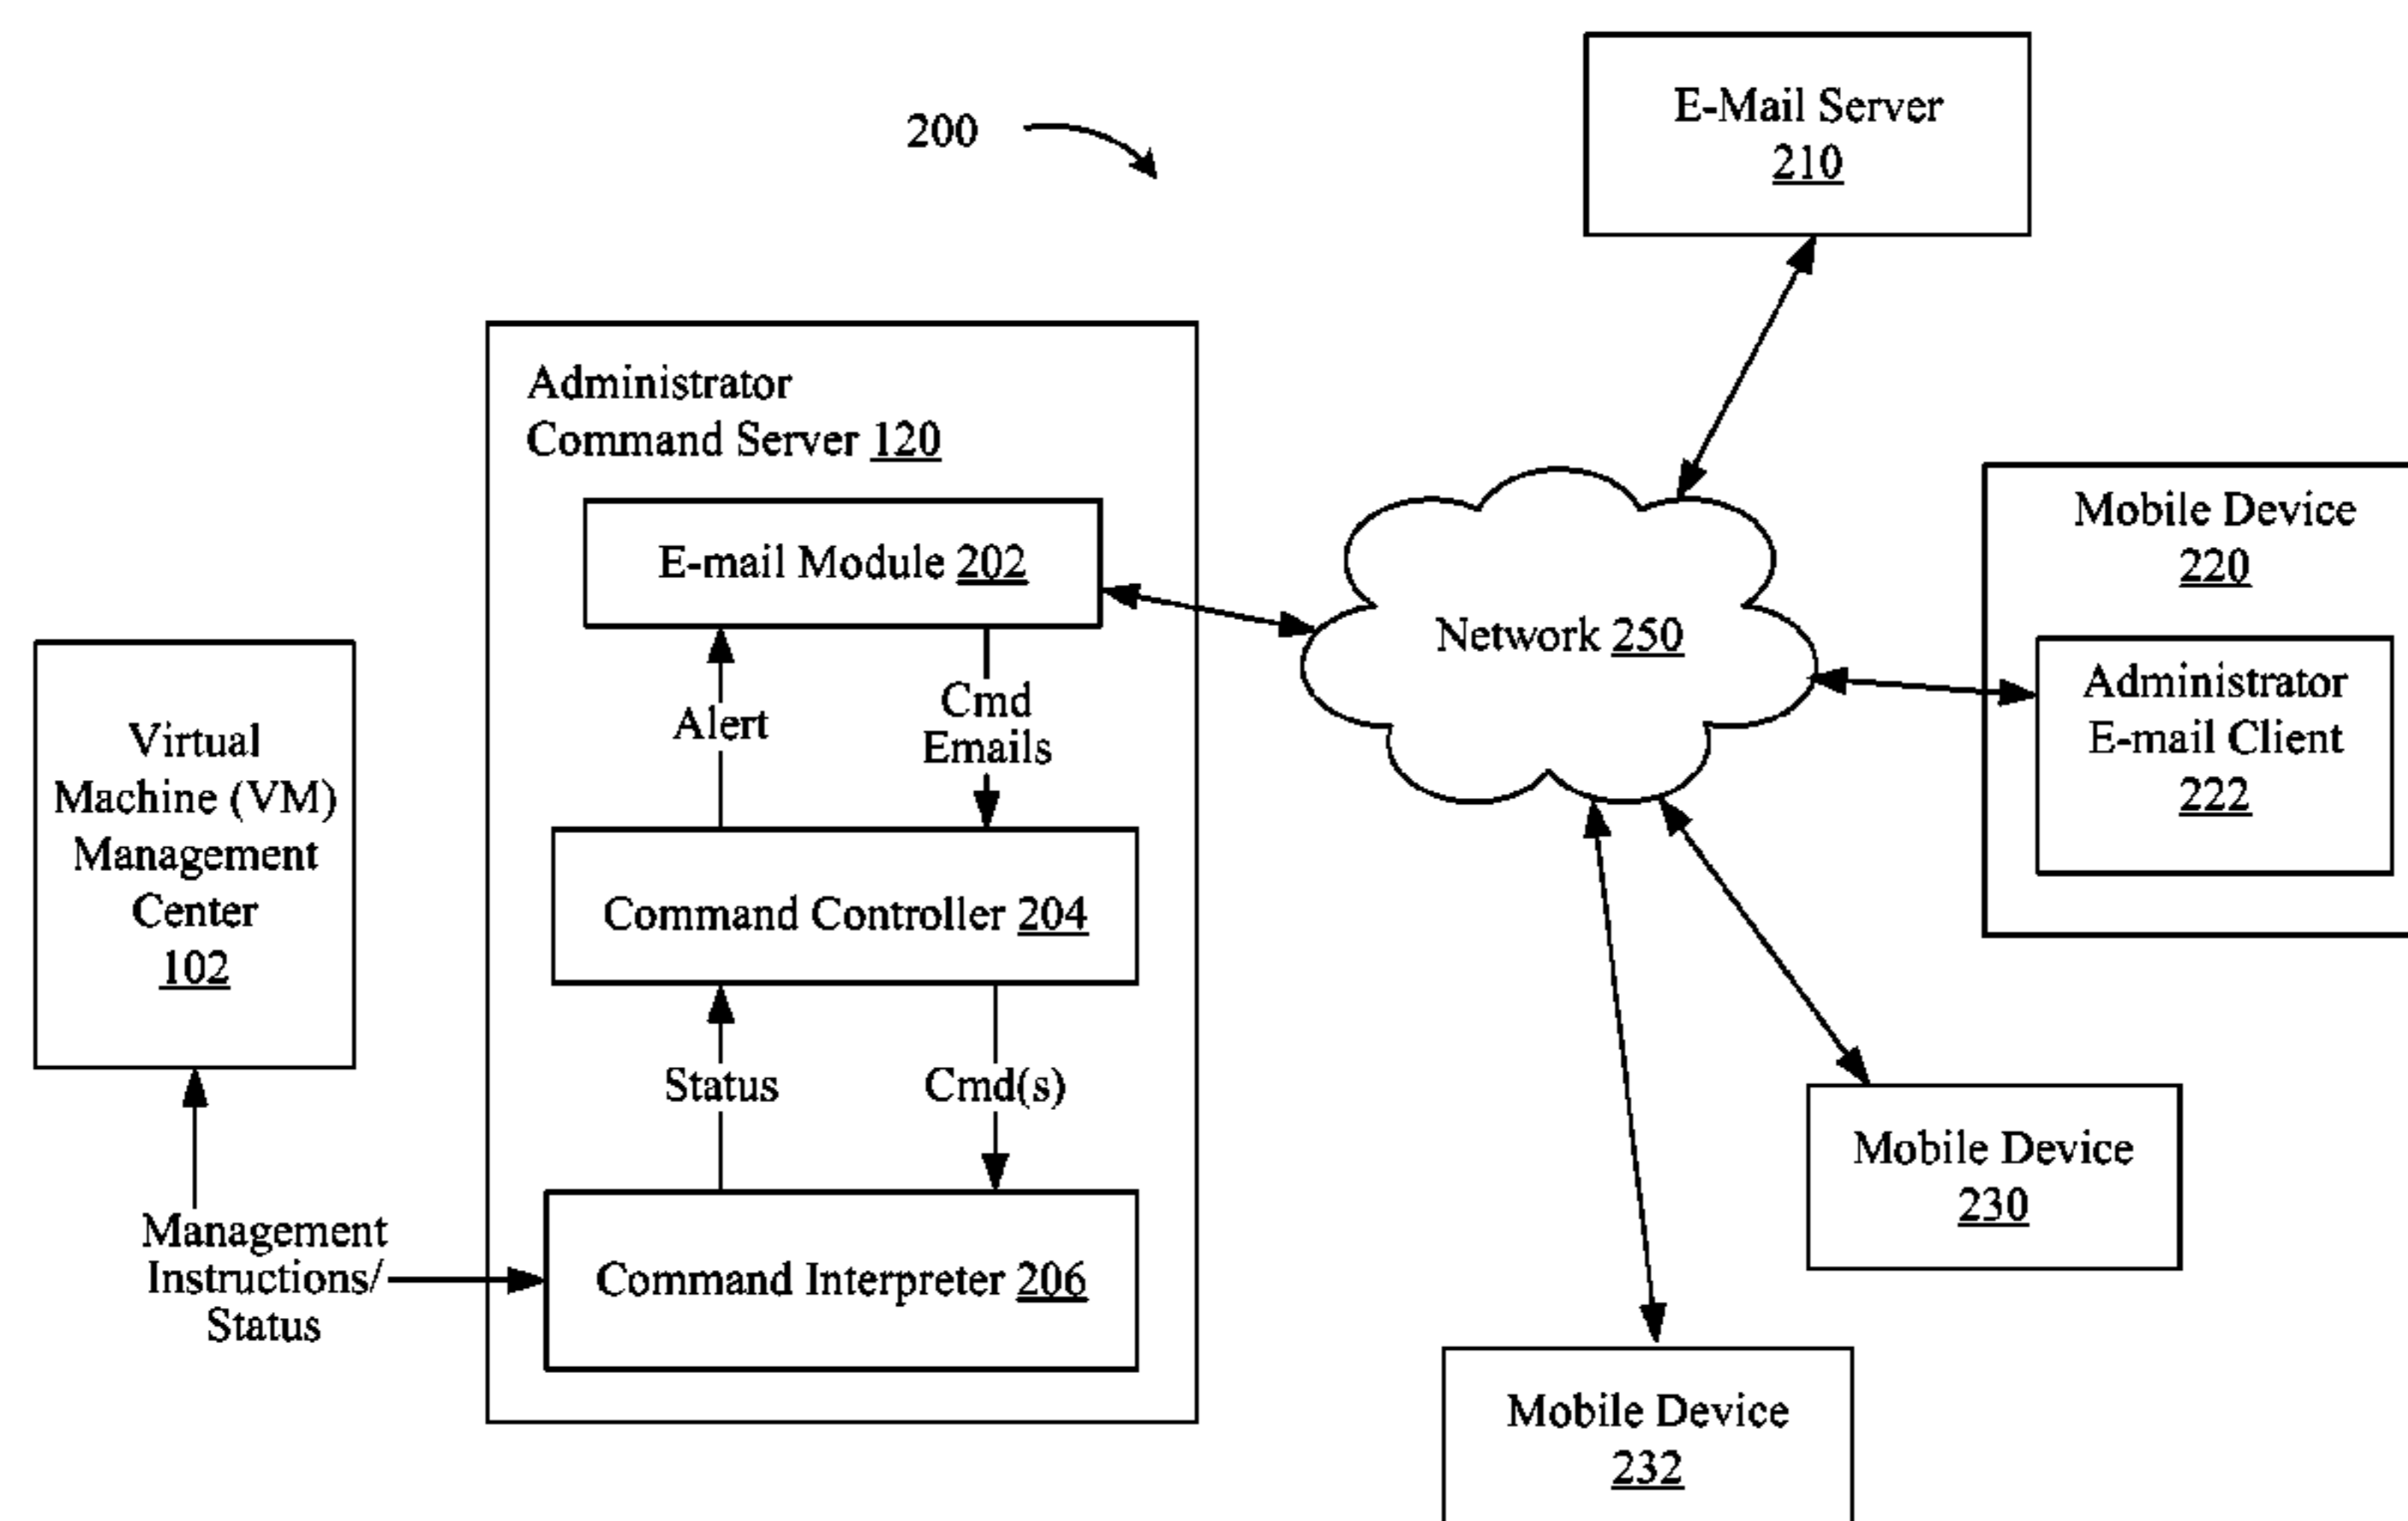 200
E-Mail Server
210
Administrator
Command Server 120
E-mail Module 202
Alert
Cmd
Emails
Command Controller 204
Status
Cmd(s)
Command Interpreter 206
Virtual
Machine (VM)
Management
Center
102
Management
Instructions/
Status
Network 250
Mobile Device
220
Administrator
E-mail Client
222
Mobile Device
230
Mobile Device
232